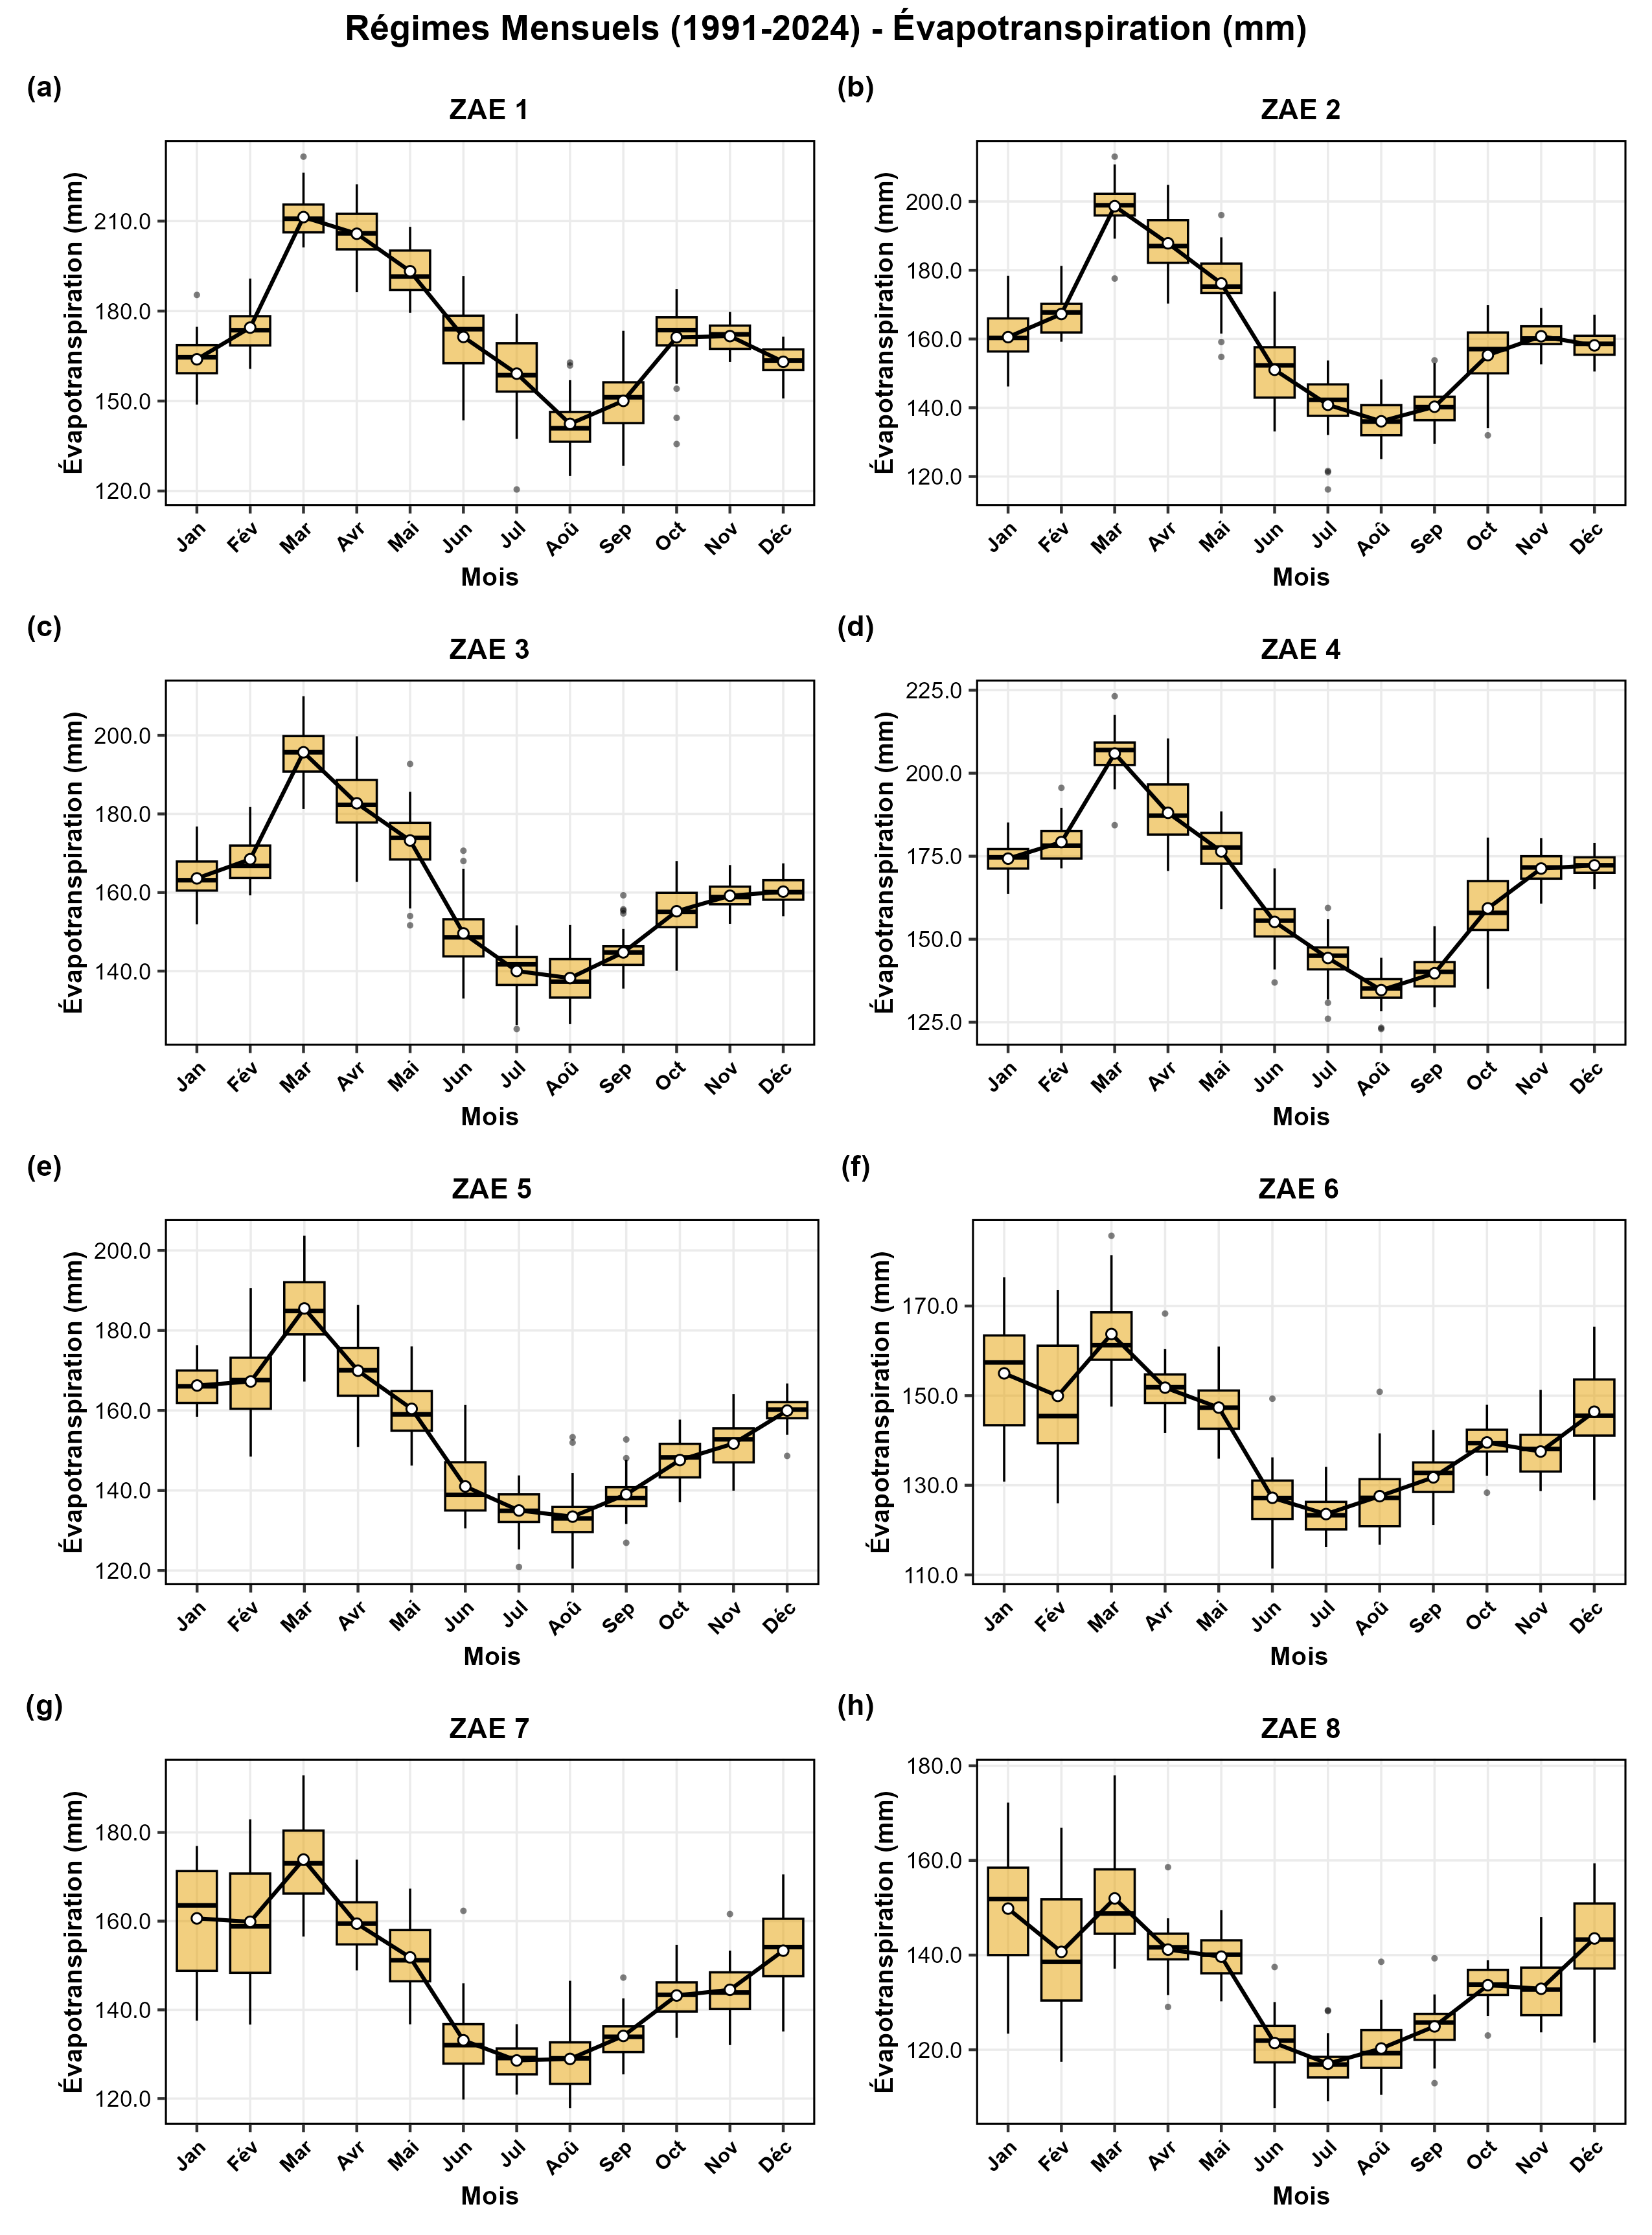 Régimes Mensuels (1991-2024) - Évapotranspiration (mm)
(a)
ZAE 1
Évapotranspiration (mm)
210.0
180.0
150.0
120.0
Jan Fév Mar Avr Mai Jun Jul Aoû Sep Oct Nov Déc
Mois
(b)
ZAE 2
Évapotranspiration (mm)
200.0
180.0
160.0
140.0
120.0
Jan Fév Mar Avr Mai Jun Jul Aoû Sep Oct Nov Déc
Mois
(c)
ZAE 3
Évapotranspiration (mm)
200.0
180.0
160.0
140.0
Jan Fév Mar Avr Mai Jun Jul Aoû Sep Oct Nov Déc
Mois
(d)
ZAE 4
Évapotranspiration (mm)
225.0
200.0
175.0
150.0
125.0
Jan Fév Mar Avr Mai Jun Jul Aoû Sep Oct Nov Déc
Mois
(e)
ZAE 5
Évapotranspiration (mm)
200.0
180.0
160.0
140.0
120.0
Jan Fév Mar Avr Mai Jun Jul Aoû Sep Oct Nov Déc
Mois
(f)
ZAE 6
Évapotranspiration (mm)
170.0
150.0
130.0
110.0
Jan Fév Mar Avr Mai Jun Jul Aoû Sep Oct Nov Déc
Mois
(g)
ZAE 7
Évapotranspiration (mm)
180.0
160.0
140.0
120.0
Jan Fév Mar Avr Mai Jun Jul Aoû Sep Oct Nov Déc
Mois
(h)
ZAE 8
Évapotranspiration (mm)
180.0
160.0
140.0
120.0
Jan Fév Mar Avr Mai Jun Jul Aoû Sep Oct Nov Déc
Mois